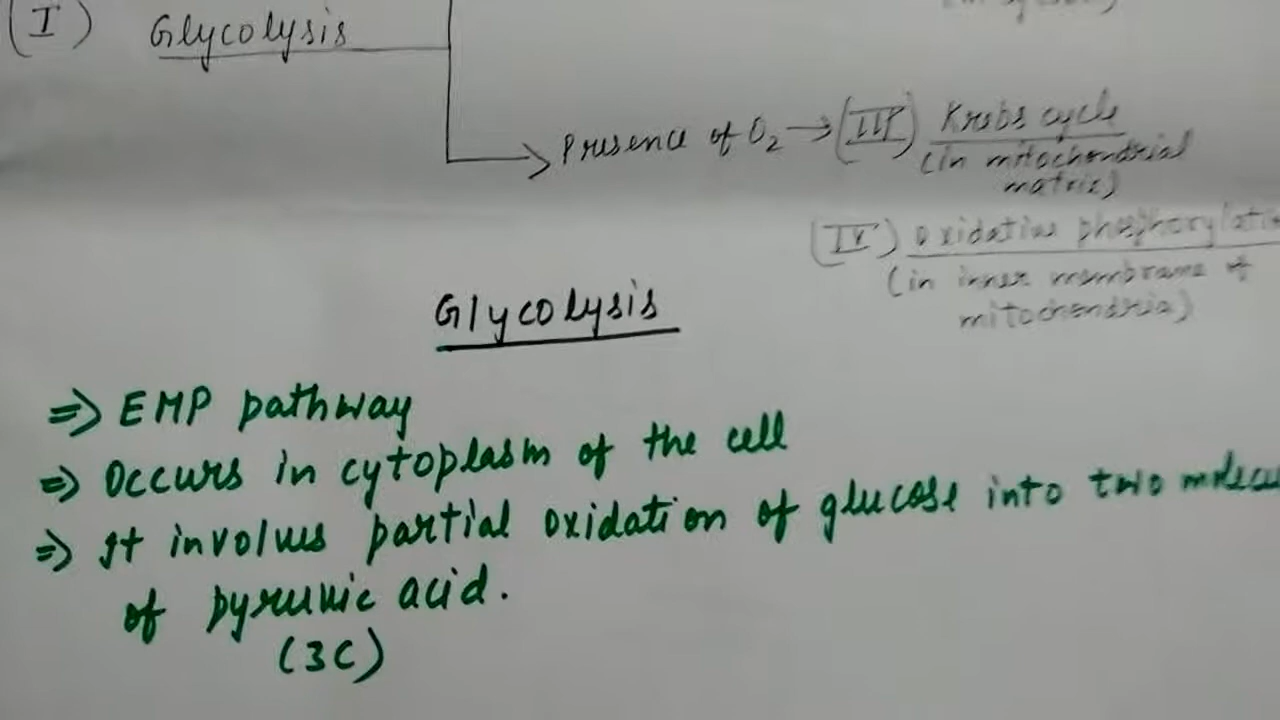 (I) Glycolysis
Presence of O2 → (III) Krebs cycle
(in mitochondrial
matrix)
(IV) Oxidative phosphorylatio
(in inner membrane of
mitochondria)
Glycolysis
⇒ EMP pathway
⇒ Occurs in cytoplasm of the cell
⇒ It involves partial oxidation of glucose into two molecu
of pyruvic acid.
(3C)